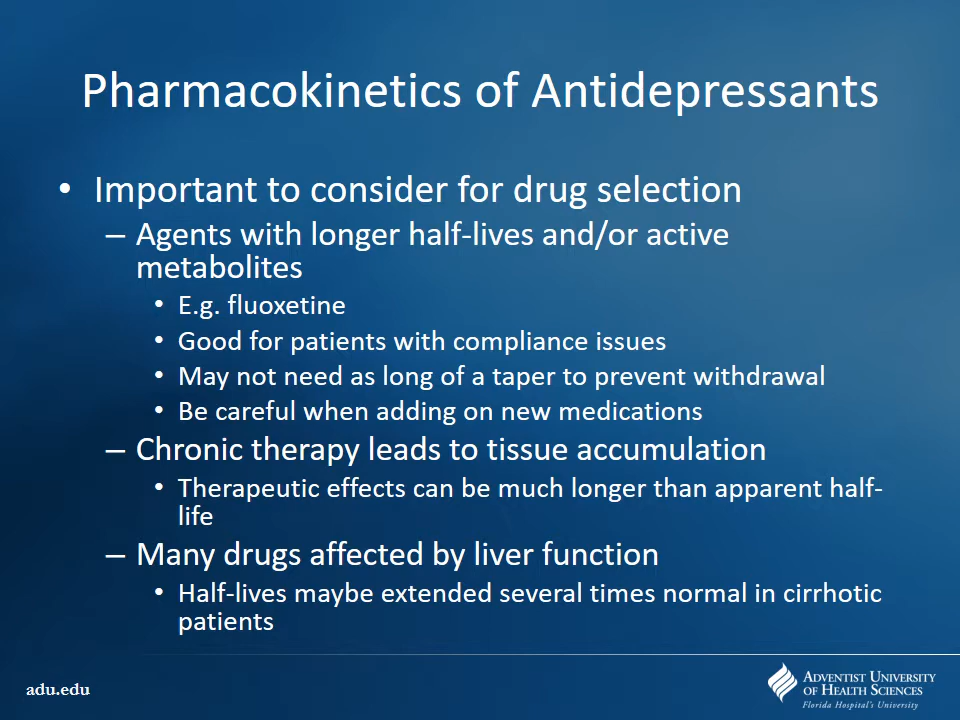 Pharmacokinetics of Antidepressants
• Important to consider for drug selection
– Agents with longer half-lives and/or active
metabolites
• E.g. fluoxetine
• Good for patients with compliance issues
• May not need as long of a taper to prevent withdrawal
• Be careful when adding on new medications
– Chronic therapy leads to tissue accumulation
• Therapeutic effects can be much longer than apparent half-
life
– Many drugs affected by liver function
• Half-lives maybe extended several times normal in cirrhotic
patients
adu.edu
ADVENTIST UNIVERSITY
OF HEALTH SCIENCES
Florida Hospital's University